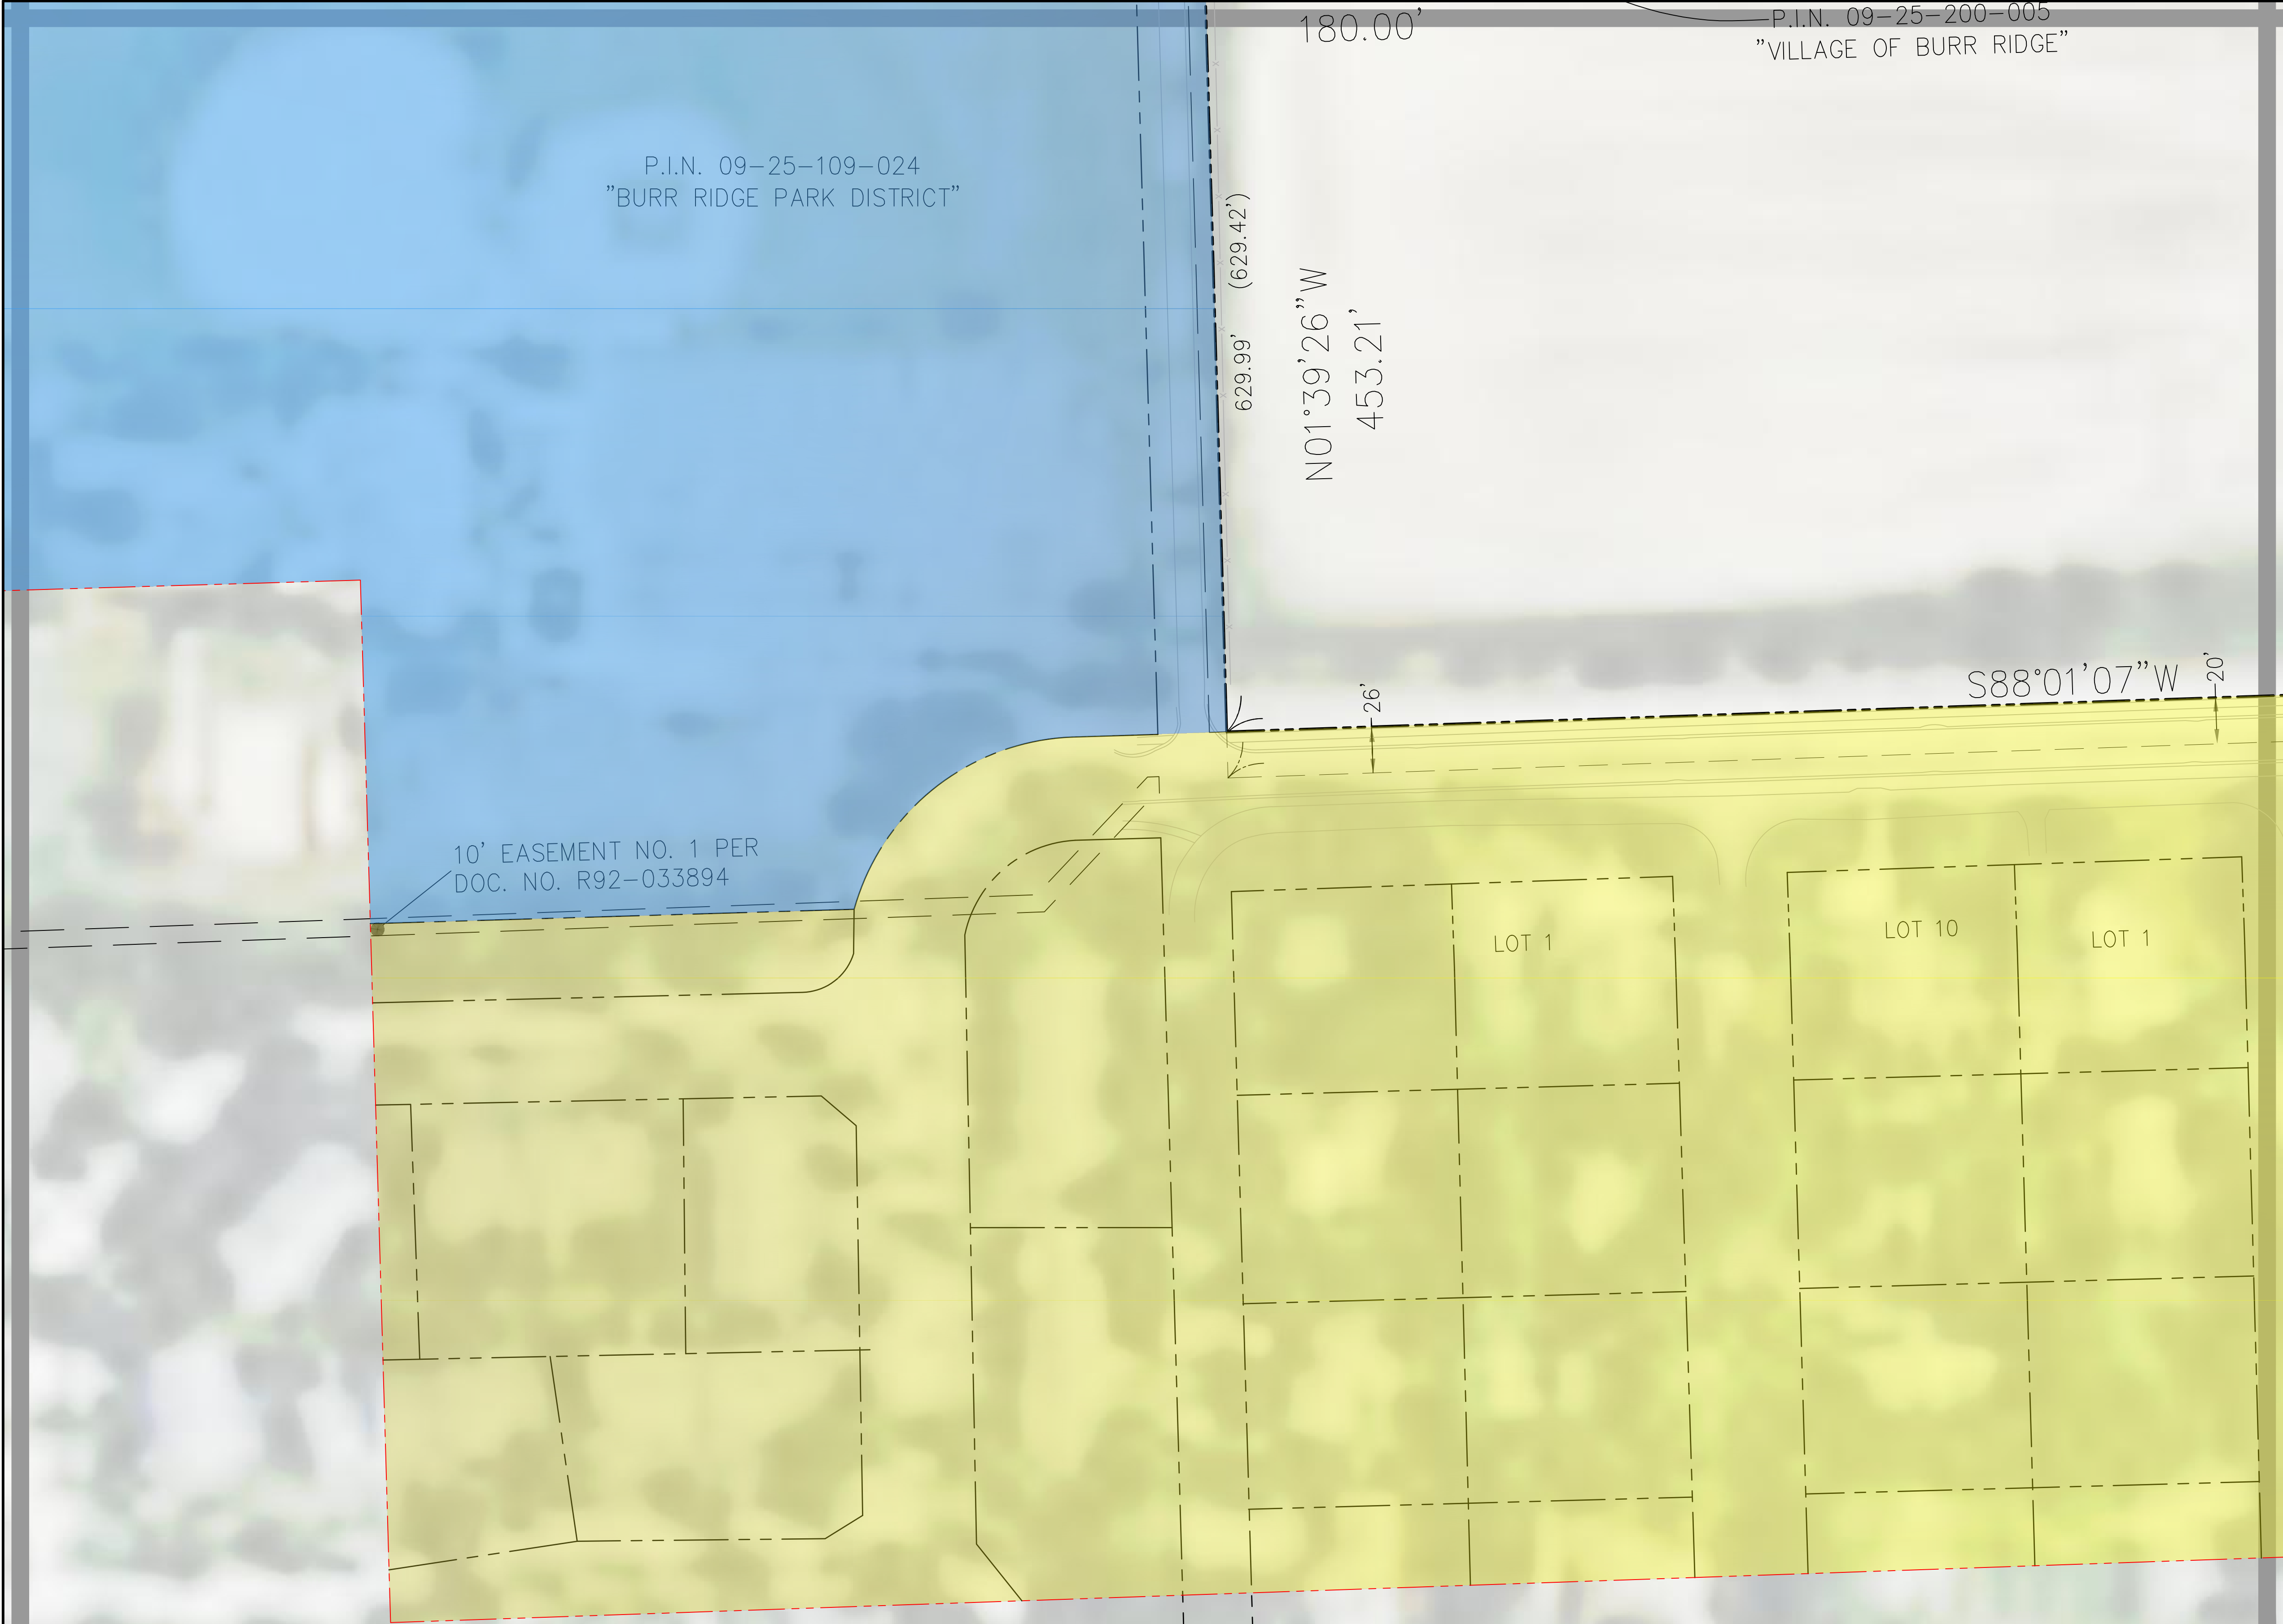 180.00'
P.I.N. 09-25-200-005
"VILLAGE OF BURR RIDGE"
P.I.N. 09-25-109-024
"BURR RIDGE PARK DISTRICT"
629.99' (629.42')
N01°39'26"W
453.21'
S88°01'07"W
20'
26'
10' EASEMENT NO. 1 PER
DOC. NO. R92-033894
LOT 1
LOT 10
LOT 1